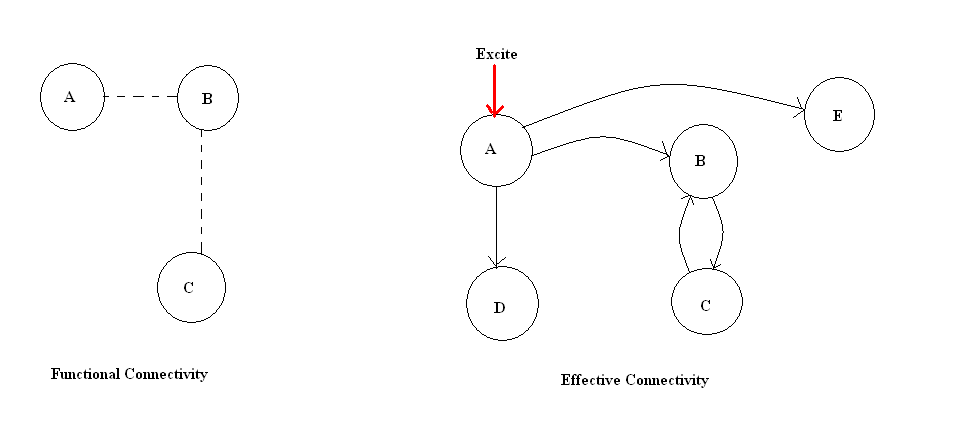 A
B
C
Functional Connectivity
Excite
A
B
E
D
C
Effective Connectivity